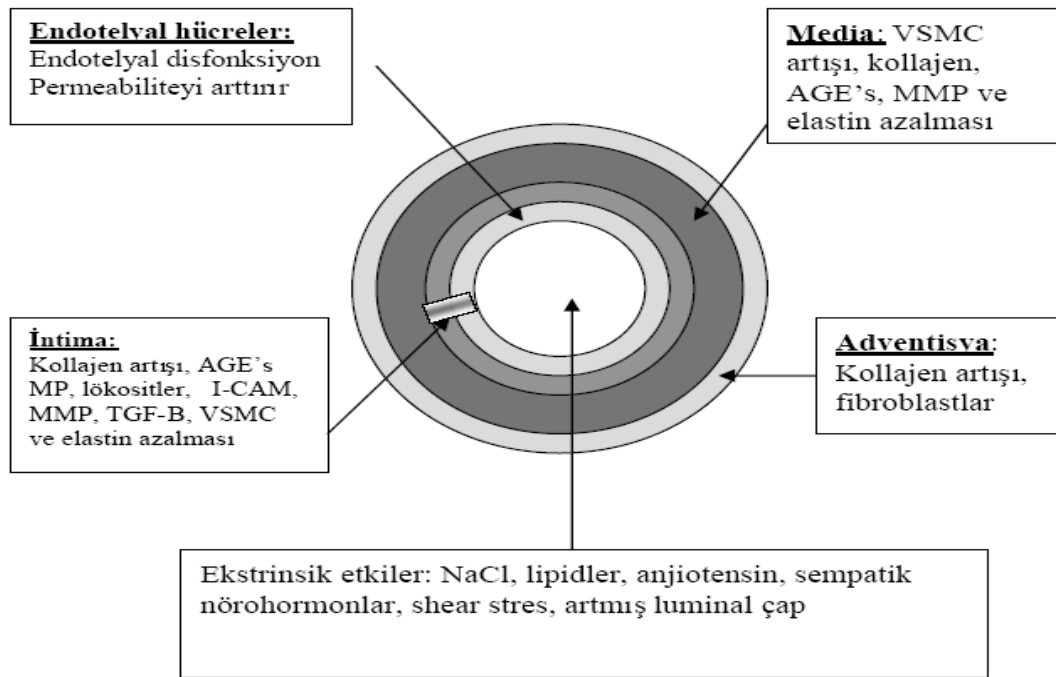 Endotelyal hücreler:
Endotelyal disfonksiyon
Permeabiliteyi arttırır
Media: VSMC
artışı, kollajen,
AGE’s, MMP ve
elastin azalması
İntima:
Kollajen artışı, AGE’s
MP, lökositler, I-CAM,
MMP, TGF-B, VSMC
ve elastin azalması
Adventisya:
Kollajen artışı,
fibroblastlar
Ekstrinsik etkiler: NaCl, lipidler, anjiotensin, sempatik
nörohormonlar, shear stres, artmış luminal çap